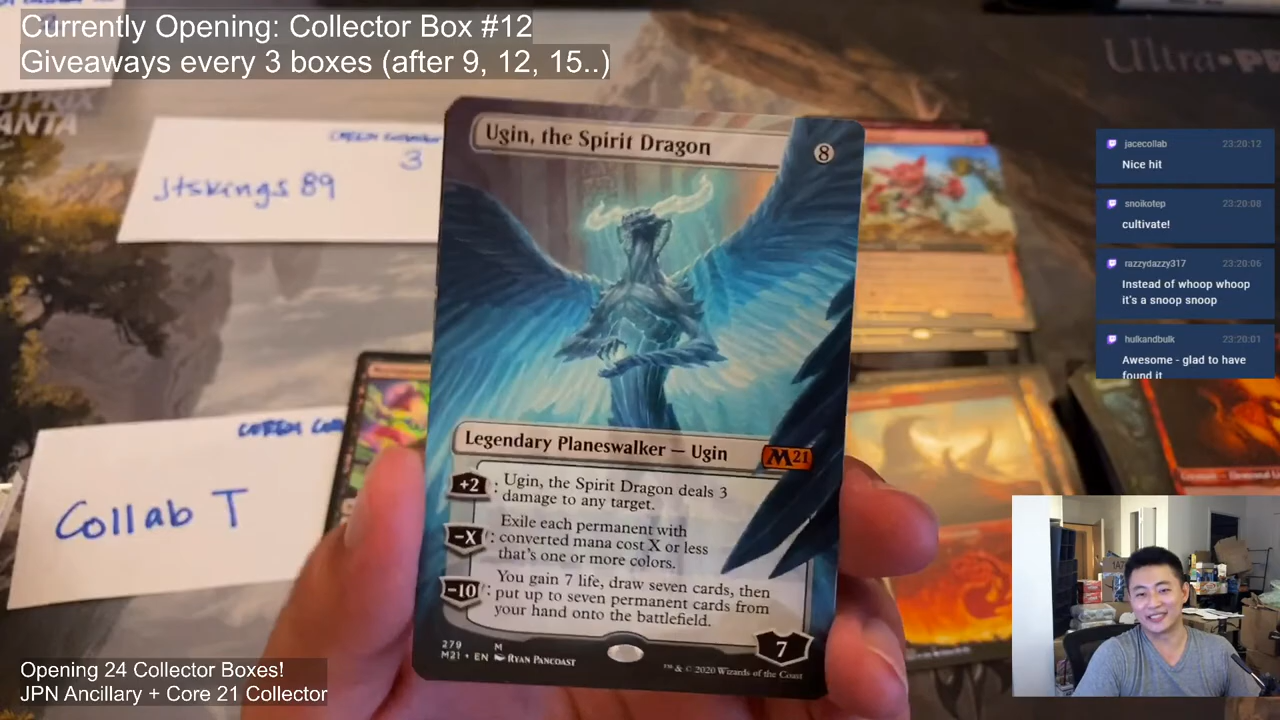 Currently Opening: Collector Box #12
Giveaways every 3 boxes (after 9, 12, 15..)
Ultra•PR
ANTA
3
Jtskings 89
Collab T
Ugin, the Spirit Dragon
8
Legendary Planeswalker — Ugin
M21
+2: Ugin, the Spirit Dragon deals 3
damage to any target.
Exile each permanent with
-X: converted mana cost X or less
that's one or more colors.
You gain 7 life, draw seven cards, then
-10: put up to seven permanent cards from
your hand onto the battlefield.
7
279 M
M21 • EN RYAN PANCOAST
™ & © 2020 Wizards of the Coast
jacecollab 23:20:12
Nice hit
snoikotep 23:20:08
cultivate!
razzydazzy317 23:20:06
Instead of whoop whoop
it's a snoop snoop
hulkandbulk 23:20:01
Awesome - glad to have
found it
Opening 24 Collector Boxes!
JPN Ancillary + Core 21 Collector